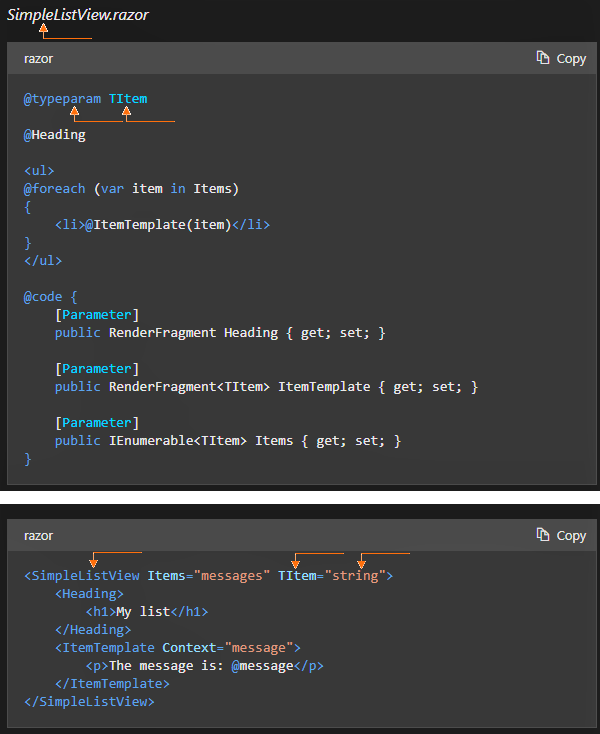 SimpleListView.razor
razor
Copy
@typeparam TItem
@Heading
<ul>
@foreach (var item in Items)
{
    <li>@ItemTemplate(item)</li>
}
</ul>
@code {
    [Parameter]
    public RenderFragment Heading { get; set; }
    [Parameter]
    public RenderFragment<TItem> ItemTemplate { get; set; }
    [Parameter]
    public IEnumerable<TItem> Items { get; set; }
}
razor
Copy
<SimpleListView Items="messages" TItem="string">
    <Heading>
        <h1>My list</h1>
    </Heading>
    <ItemTemplate Context="message">
        <p>The message is: @message</p>
    </ItemTemplate>
</SimpleListView>